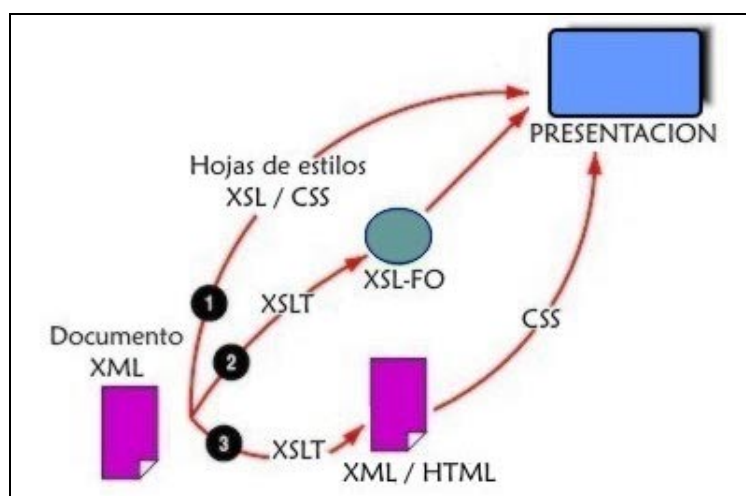 PRESENTACION
Hojas de estilos
XSL / CSS
XSL-FO
1
XSLT
CSS
Documento
XML
2
3
XSLT
XML / HTML